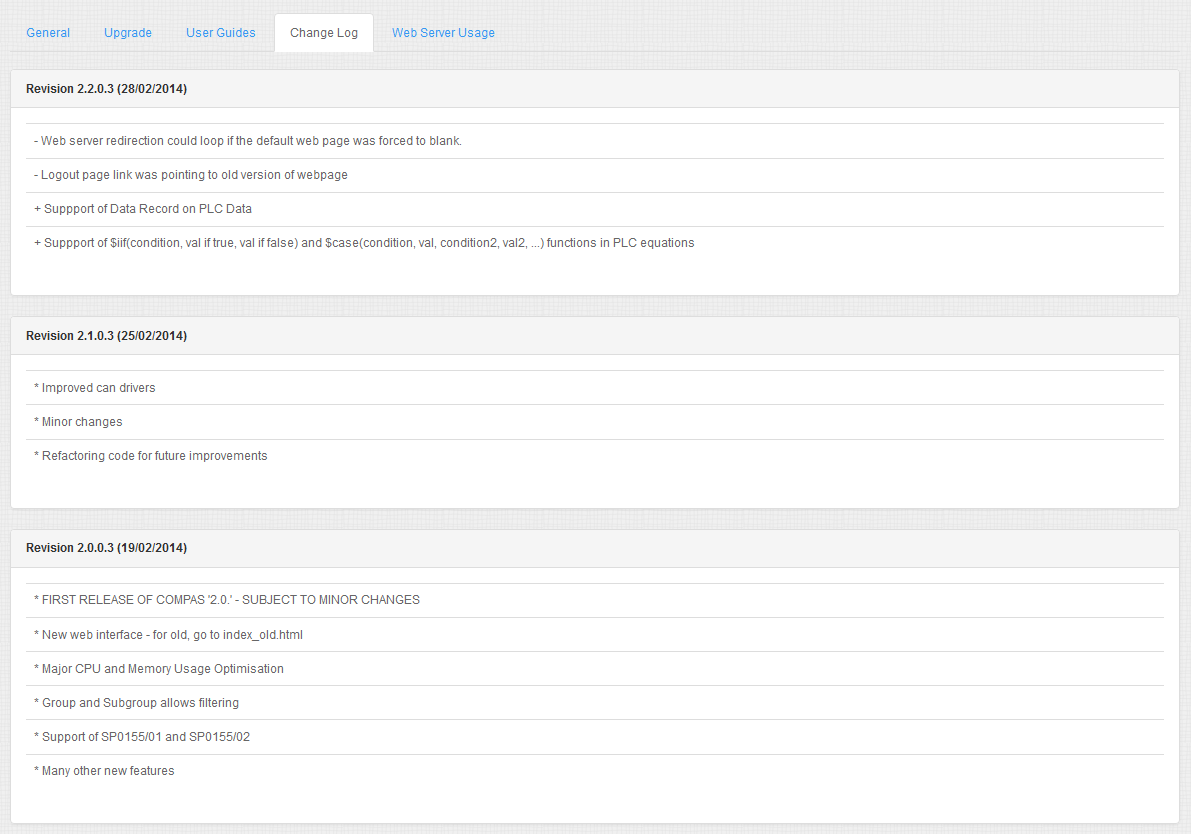 General Upgrade User Guides Change Log Web Server Usage
Revision 2.2.0.3 (28/02/2014)
- Web server redirection could loop if the default web page was forced to blank.
- Logout page link was pointing to old version of webpage
+ Suppport of Data Record on PLC Data
+ Suppport of $iif(condition, val if true, val if false) and $case(condition, val, condition2, val2, ...) functions in PLC equations
Revision 2.1.0.3 (25/02/2014)
* Improved can drivers
* Minor changes
* Refactoring code for future improvements
Revision 2.0.0.3 (19/02/2014)
* FIRST RELEASE OF COMPAS '2.0.' - SUBJECT TO MINOR CHANGES
* New web interface - for old, go to index_old.html
* Major CPU and Memory Usage Optimisation
* Group and Subgroup allows filtering
* Support of SP0155/01 and SP0155/02
* Many other new features